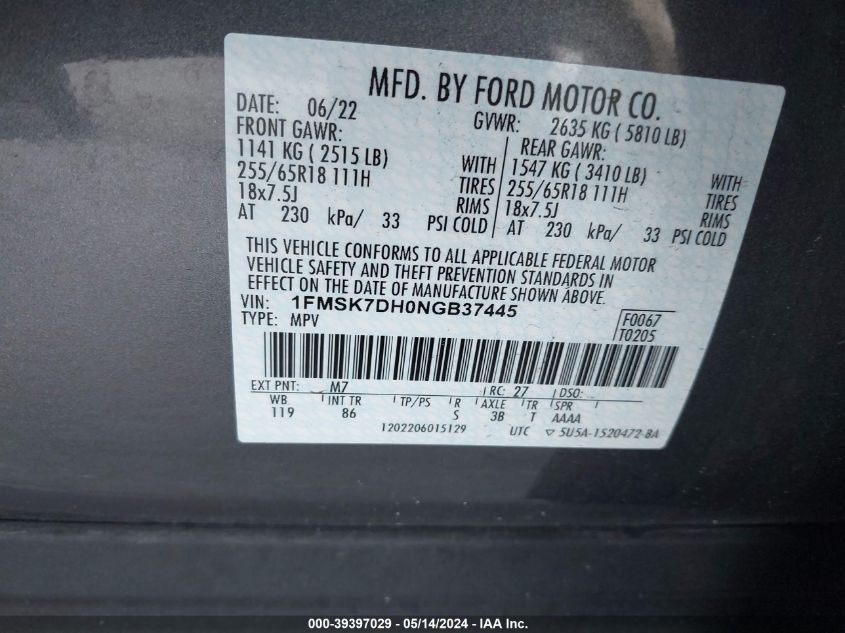 MFD. BY FORD MOTOR CO.
DATE: 06/22 GVWR: 2635 KG ( 5810 LB)
FRONT GAWR: REAR GAWR:
1141 KG ( 2515 LB) WITH 1547 KG ( 3410 LB) WITH
255/65R18 111H TIRES 255/65R18 111H TIRES
18x7.5J RIMS 18x7.5J RIMS
AT 230 kPa/ 33 PSI COLD AT 230 kPa/ 33 PSI COLD
THIS VEHICLE CONFORMS TO ALL APPLICABLE FEDERAL MOTOR
VEHICLE SAFETY AND THEFT PREVENTION STANDARDS IN
EFFECT ON THE DATE OF MANUFACTURE SHOWN ABOVE.
VIN: 1FMSK7DH0NGB37445 F0067
TYPE: MPV T0205
EXT PNT: M7 RC: 27 DSO:
WB INT TR TP/PS R AXLE TR SPR
119 86 S 3B T AAAA
1202206015129 UTC ▽ 5U5A-1520472-BA
000-39397029 - 05/14/2024 - IAA Inc.